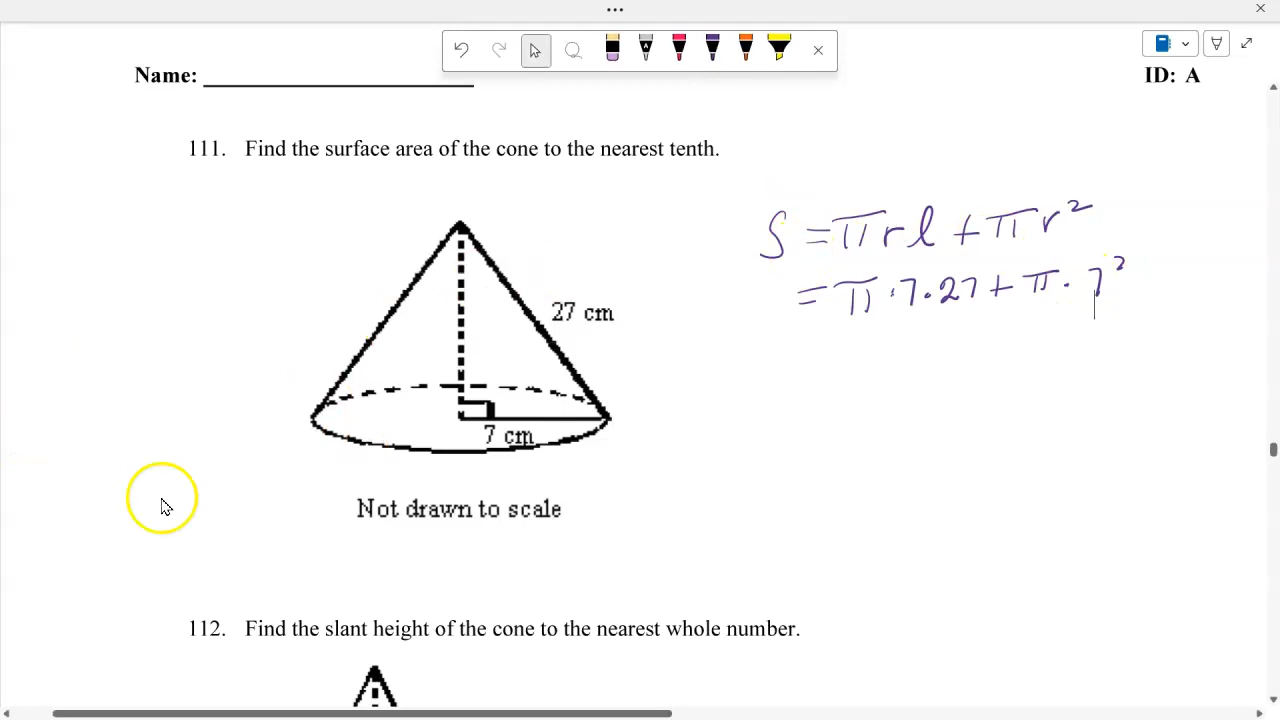 Name:
ID: A
111. Find the surface area of the cone to the nearest tenth.
S = πrl + πr²
= π·7·27 + π·7²
27 cm
7 cm
Not drawn to scale
112. Find the slant height of the cone to the nearest whole number.